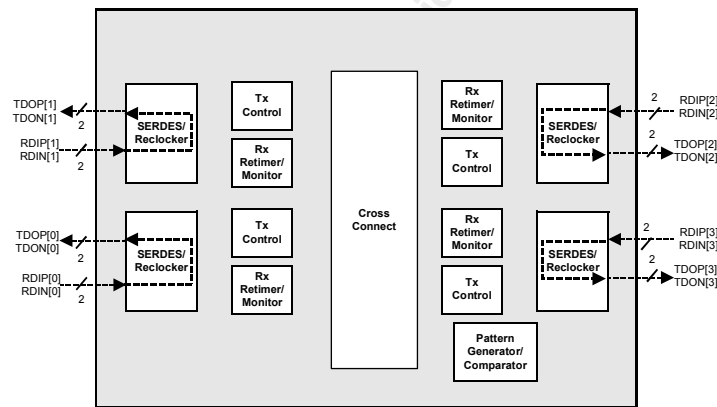 TDOP[1]
TDON[1]
2
RDIP[1]
RDIN[1]
2
SERDES/
Reclocker
Tx
Control
Rx
Retimer/
Monitor
TDOP[0]
TDON[0]
2
RDIP[0]
RDIN[0]
2
SERDES/
Reclocker
Tx
Control
Rx
Retimer/
Monitor
Cross
Connect
Rx
Retimer/
Monitor
Tx
Control
SERDES/
Reclocker
2
RDIP[2]
RDIN[2]
2
TDOP[2]
TDON[2]
Rx
Retimer/
Monitor
Tx
Control
SERDES/
Reclocker
2
RDIP[3]
RDIN[3]
2
TDOP[3]
TDON[3]
Pattern
Generator/
Comparator